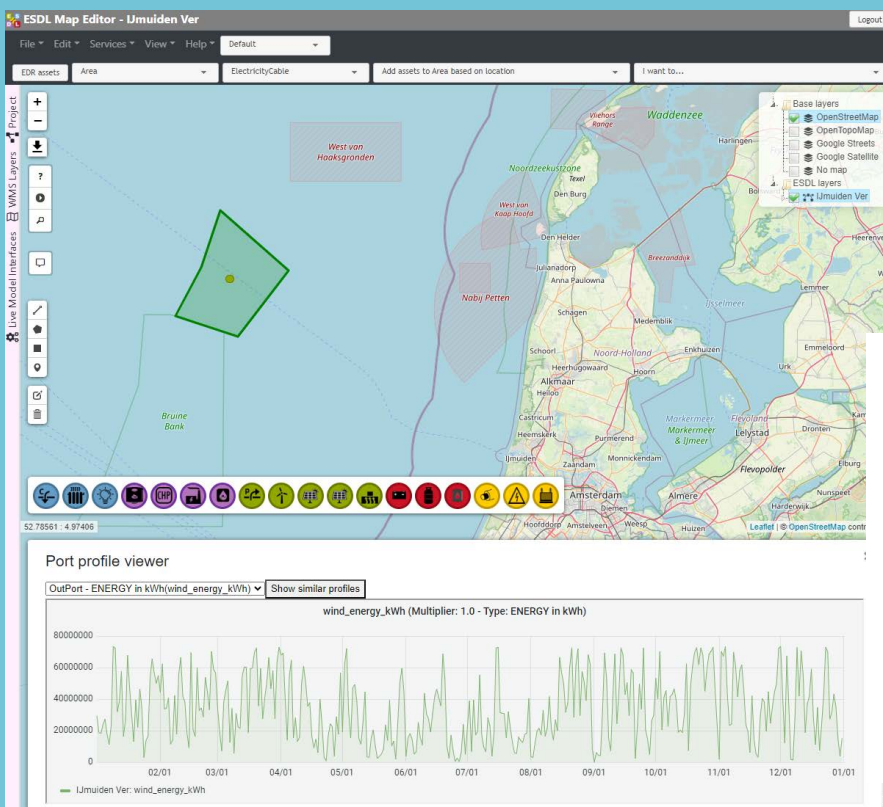 ESDL Map Editor - IJmuiden Ver
Logout
File Edit Services View Help Default
EDR assets Area ElectricityCable Add assets to Area based on location I want to...
Project
WMS Layers
Live Model Interfaces
+
−
?
Base layers
OpenStreetMap
OpenTopoMap
Google Streets
Google Satellite
No map
ESDL layers
IJmuiden Ver
West van
Haaksgronden
Vliehors
Range
Waddenzee
Harlingen
Noordzeekustzone
Texel
Den Burg
West van
Kaap Hoofd
Den Helder
Heerenve
Julianadorp
Anna Paulowna
Breezanddijk
Lemmer
Nabij Petten
IJsselmeer
Schagen
Medemblik
Schoorl
Noord-Holland
Enkhuizen
Emmeloord
Heerhugowaard
Hoorn
Urk
Alkmaar
Heiloo
Bruine
Bank
Castricum
Markermeer
Flevoland
Markermeer
& IJmeer
Lelystad
Dronten
Kam
Heemskerk
Purmerend
IJmuiden
Zaandam
Monnickendam
Flevopolder
Elburg
CHP
Amsterdam
Almere
Nunspeet
Diemen
Harderwijk
Hoofddorp
Amstelveen
Weesp
Huizen
52.78561 : 4.97406
Leaflet | © OpenStreetMap contr
Port profile viewer
OutPort - ENERGY in kWh(wind_energy_kWh) Show similar profiles
wind_energy_kWh (Multiplier: 1.0 - Type: ENERGY in kWh)
80000000
60000000
40000000
20000000
0
02/01 03/01 04/01 05/01 06/01 07/01 08/01 09/01 10/01 11/01 12/01 01/01
IJmuiden Ver: wind_energy_kWh